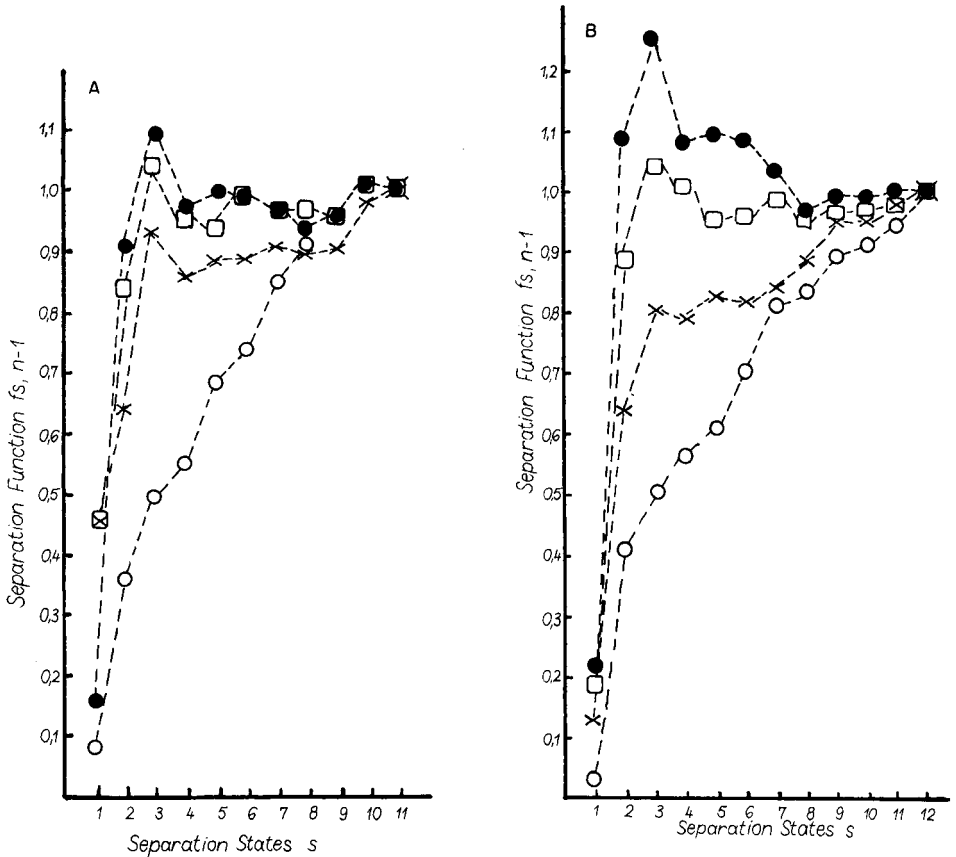 A
1,1
1,0
0,9
0,8
0,7
0,6
0,5
0,4
0,3
0,2
0,1
Separation Function fs, n-1
1 2 3 4 5 6 7 8 9 10 11
Separation States s
B
1,2
1,1
1,0
0,9
0,8
0,7
0,6
0,5
0,4
0,3
0,2
0,1
Separation Function fs, n-1
1 2 3 4 5 6 7 8 9 10 11 12
Separation States s